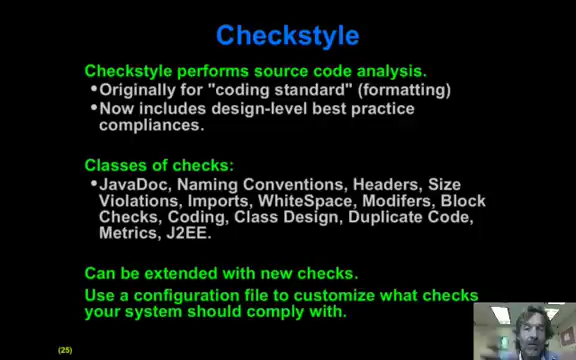 Checkstyle
Checkstyle performs source code analysis.
•Originally for "coding standard" (formatting)
•Now includes design-level best practice
compliances.
Classes of checks:
•JavaDoc, Naming Conventions, Headers, Size
Violations, Imports, WhiteSpace, Modifers, Block
Checks, Coding, Class Design, Duplicate Code,
Metrics, J2EE.
Can be extended with new checks.
Use a configuration file to customize what checks
your system should comply with.
(25)